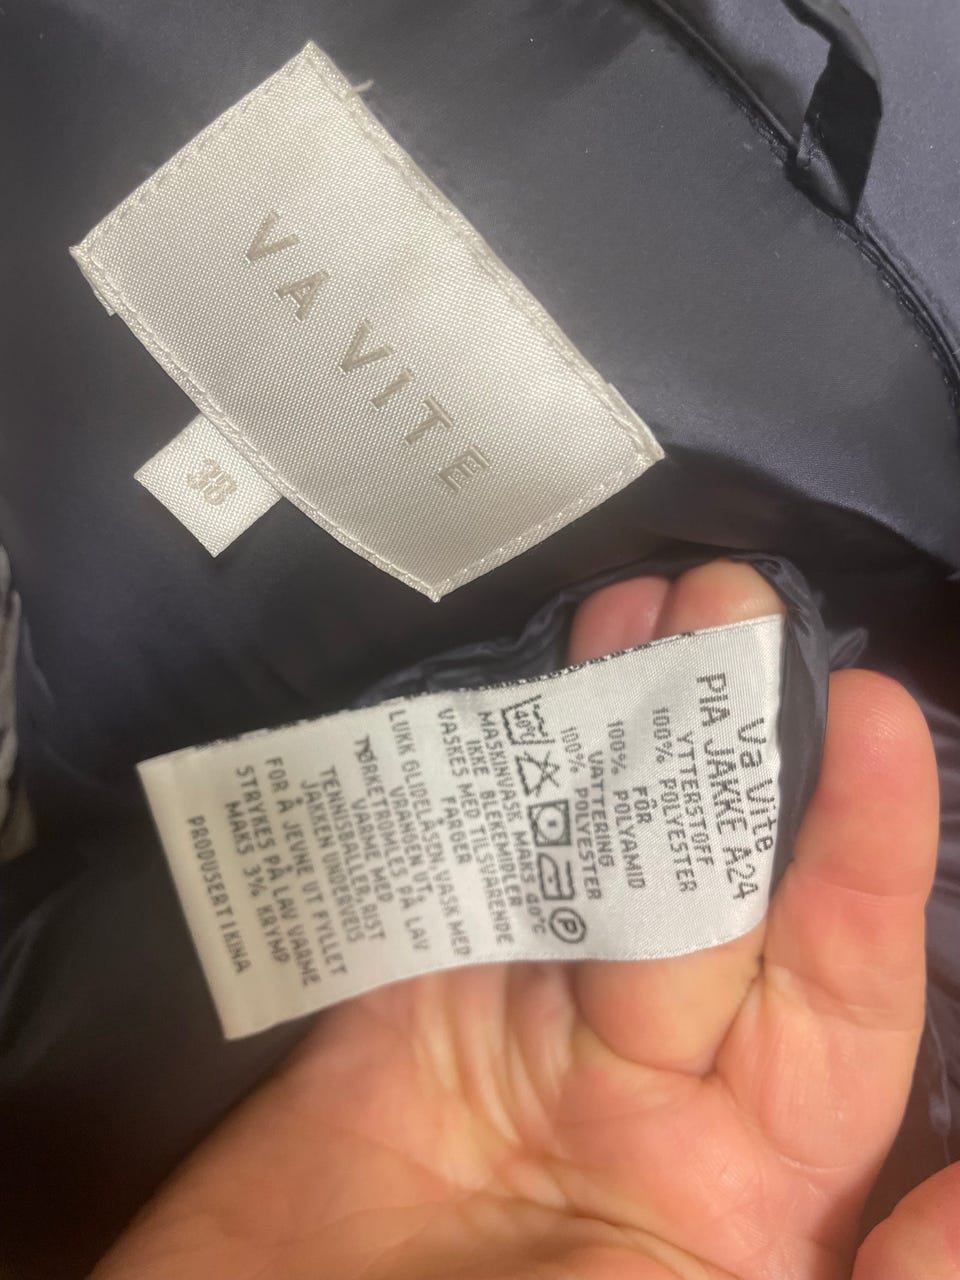 VA VITE
38
Va Vite
PIA JAKKE A24
YTTERSTOFF
100% POLYESTER
FÔR
100% POLYAMID
VATTERING
100% POLYESTER
40°C
P
MASKINVASK MAKS 40°C
IKKE BLEKEMIDLER
VASKES MED TILSVARENDE
FARGER
LUKK GLIDELÅSEN, VASK MED
VRANGEN UT.
TØRKETROMLES PÅ LAV
VARME MED
TENNISBALLER, RIST
JAKKEN UNDERVEIS
FOR Å JEVNE UT FYLLET
STRYKES PÅ LAV VARME
MAKS 3% KRYMP
PRODUSERT I KINA